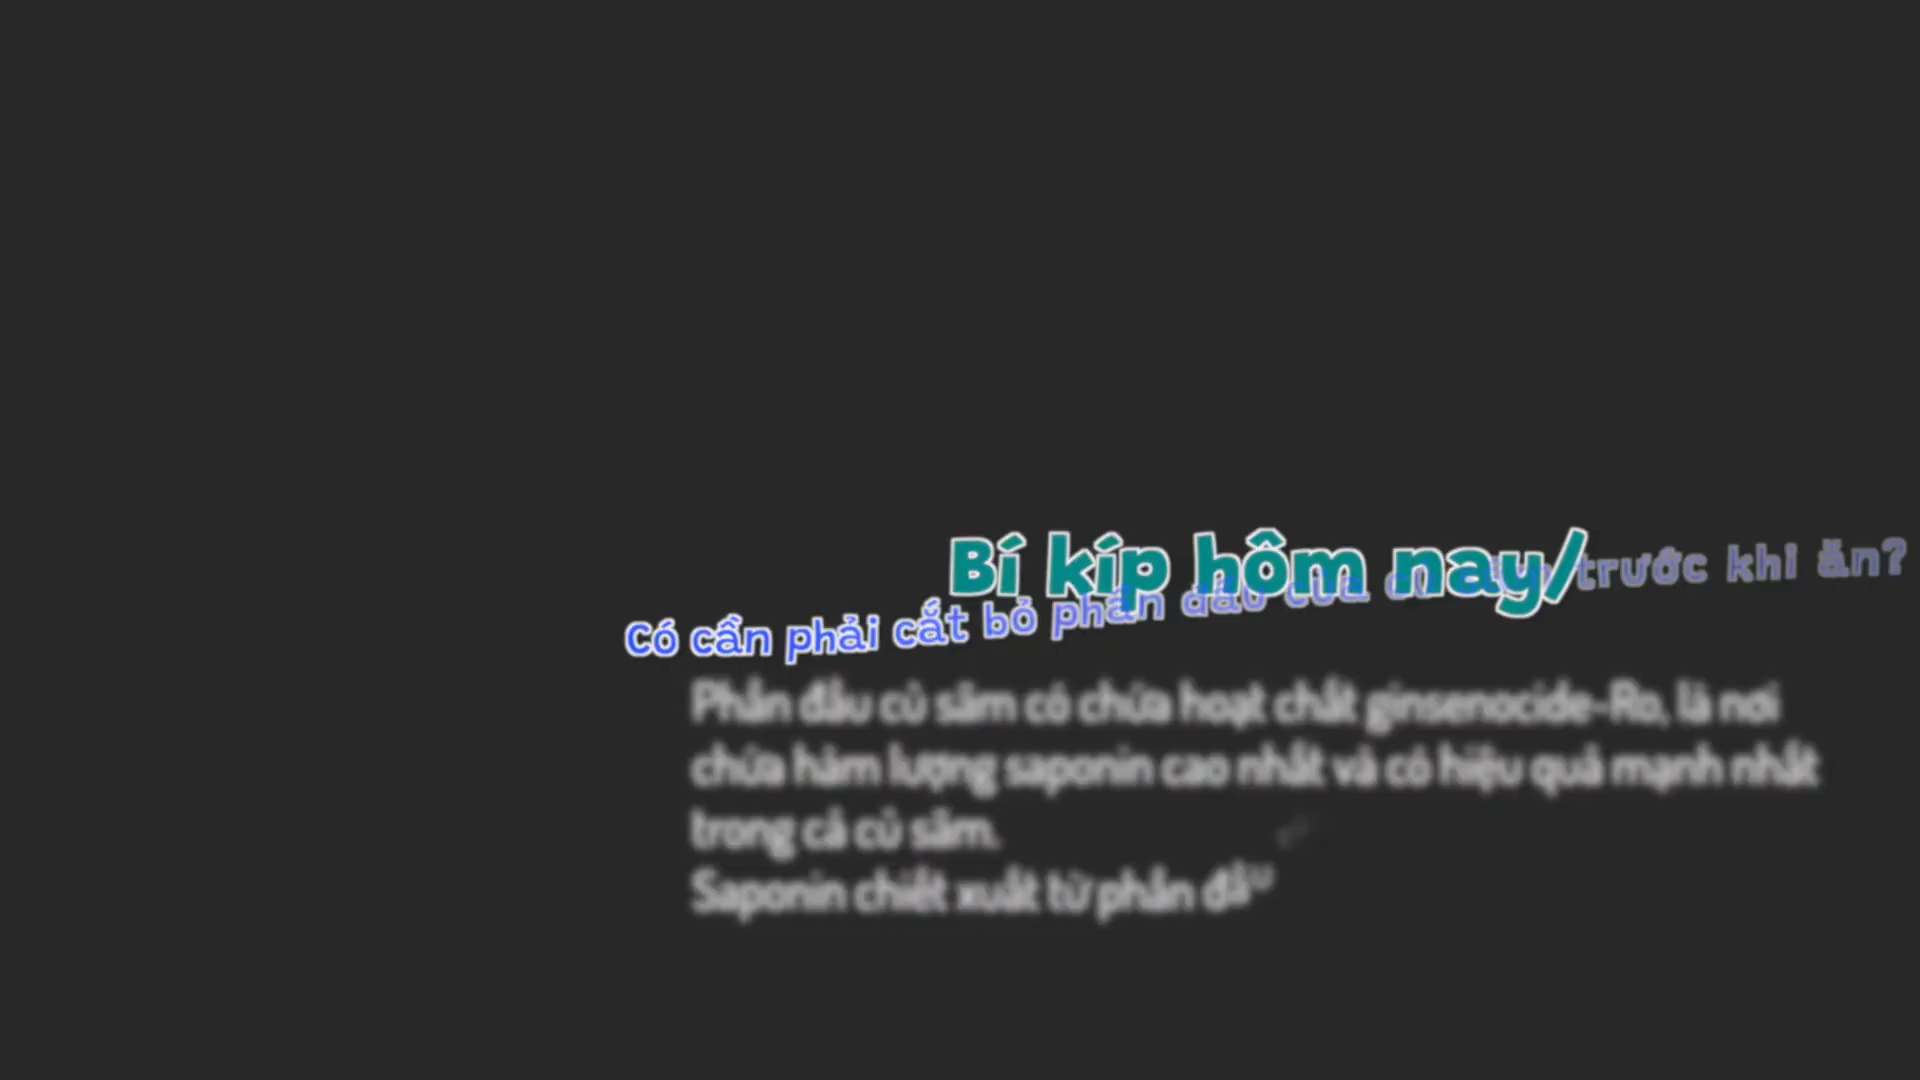 Bí kíp hôm nay/
Có cần phải cắt bỏ phần đầu của củ sâm trước khi ăn?
Phần đầu củ sâm có chứa hoạt chất ginsenocide-Ro, là nơi
chứa hàm lượng saponin cao nhất và có hiệu quả mạnh nhất
trong cả củ sâm.
Saponin chiết xuất từ phần đầu